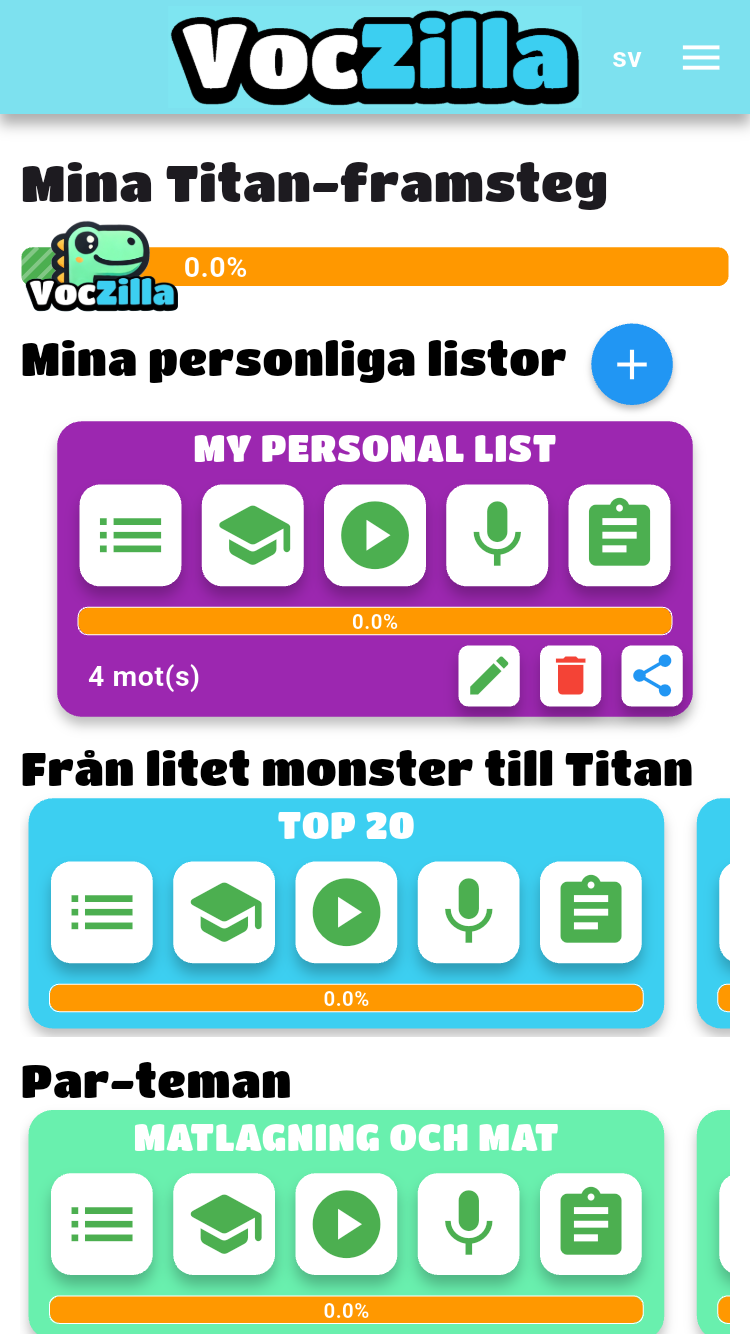 VocZilla
sv
Mina Titan-framsteg
0.0%
VocZilla
Mina personliga listor
MY PERSONAL LIST
0.0%
4 mot(s)
Från litet monster till Titan
TOP 20
0.0%
Par-teman
MATLAGNING OCH MAT
0.0%